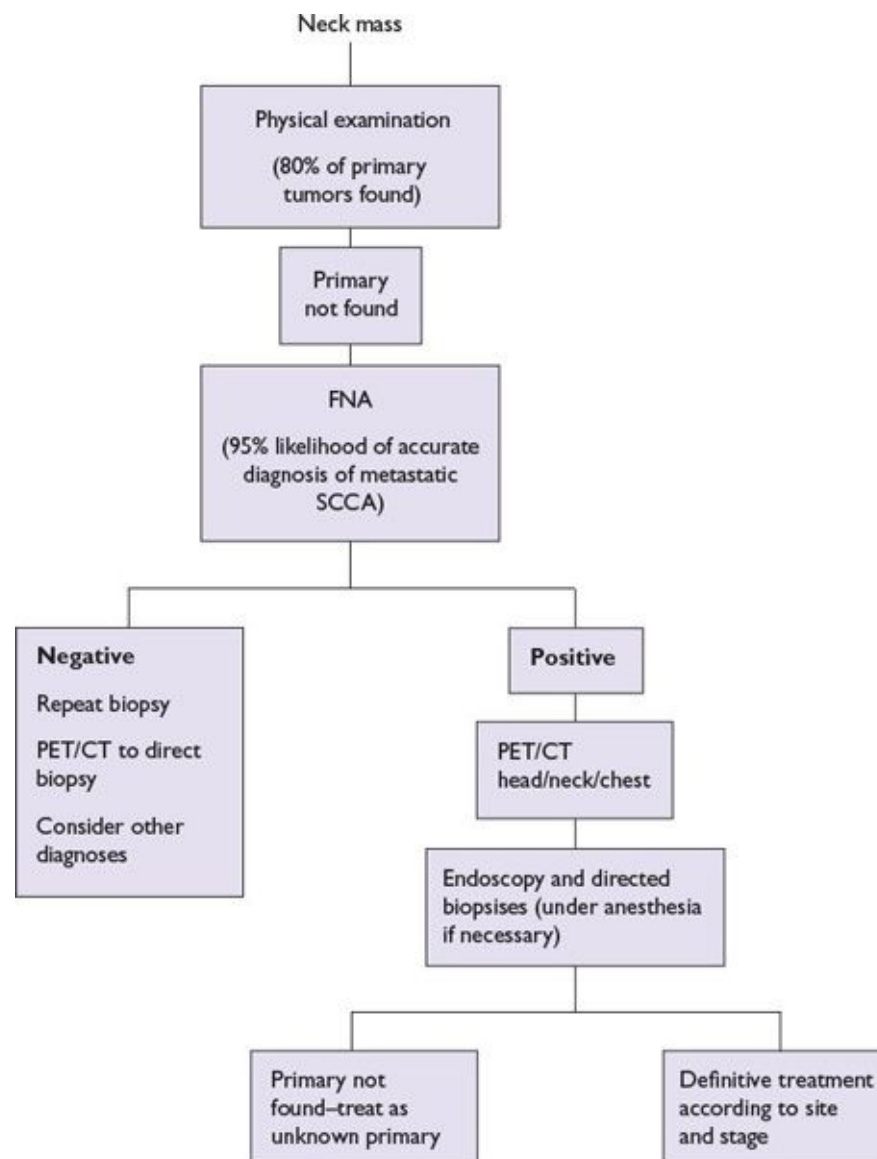 Neck mass
Physical examination
(80% of primary
tumors found)
Primary
not found
FNA
(95% likelihood of accurate
diagnosis of metastatic
SCCA)
Negative
Repeat biopsy
PET/CT to direct
biopsy
Consider other
diagnoses
Positive
PET/CT
head/neck/chest
Endoscopy and directed
biopsises (under anesthesia
if necessary)
Primary not
found–treat as
unknown primary
Definitive treatment
according to site
and stage